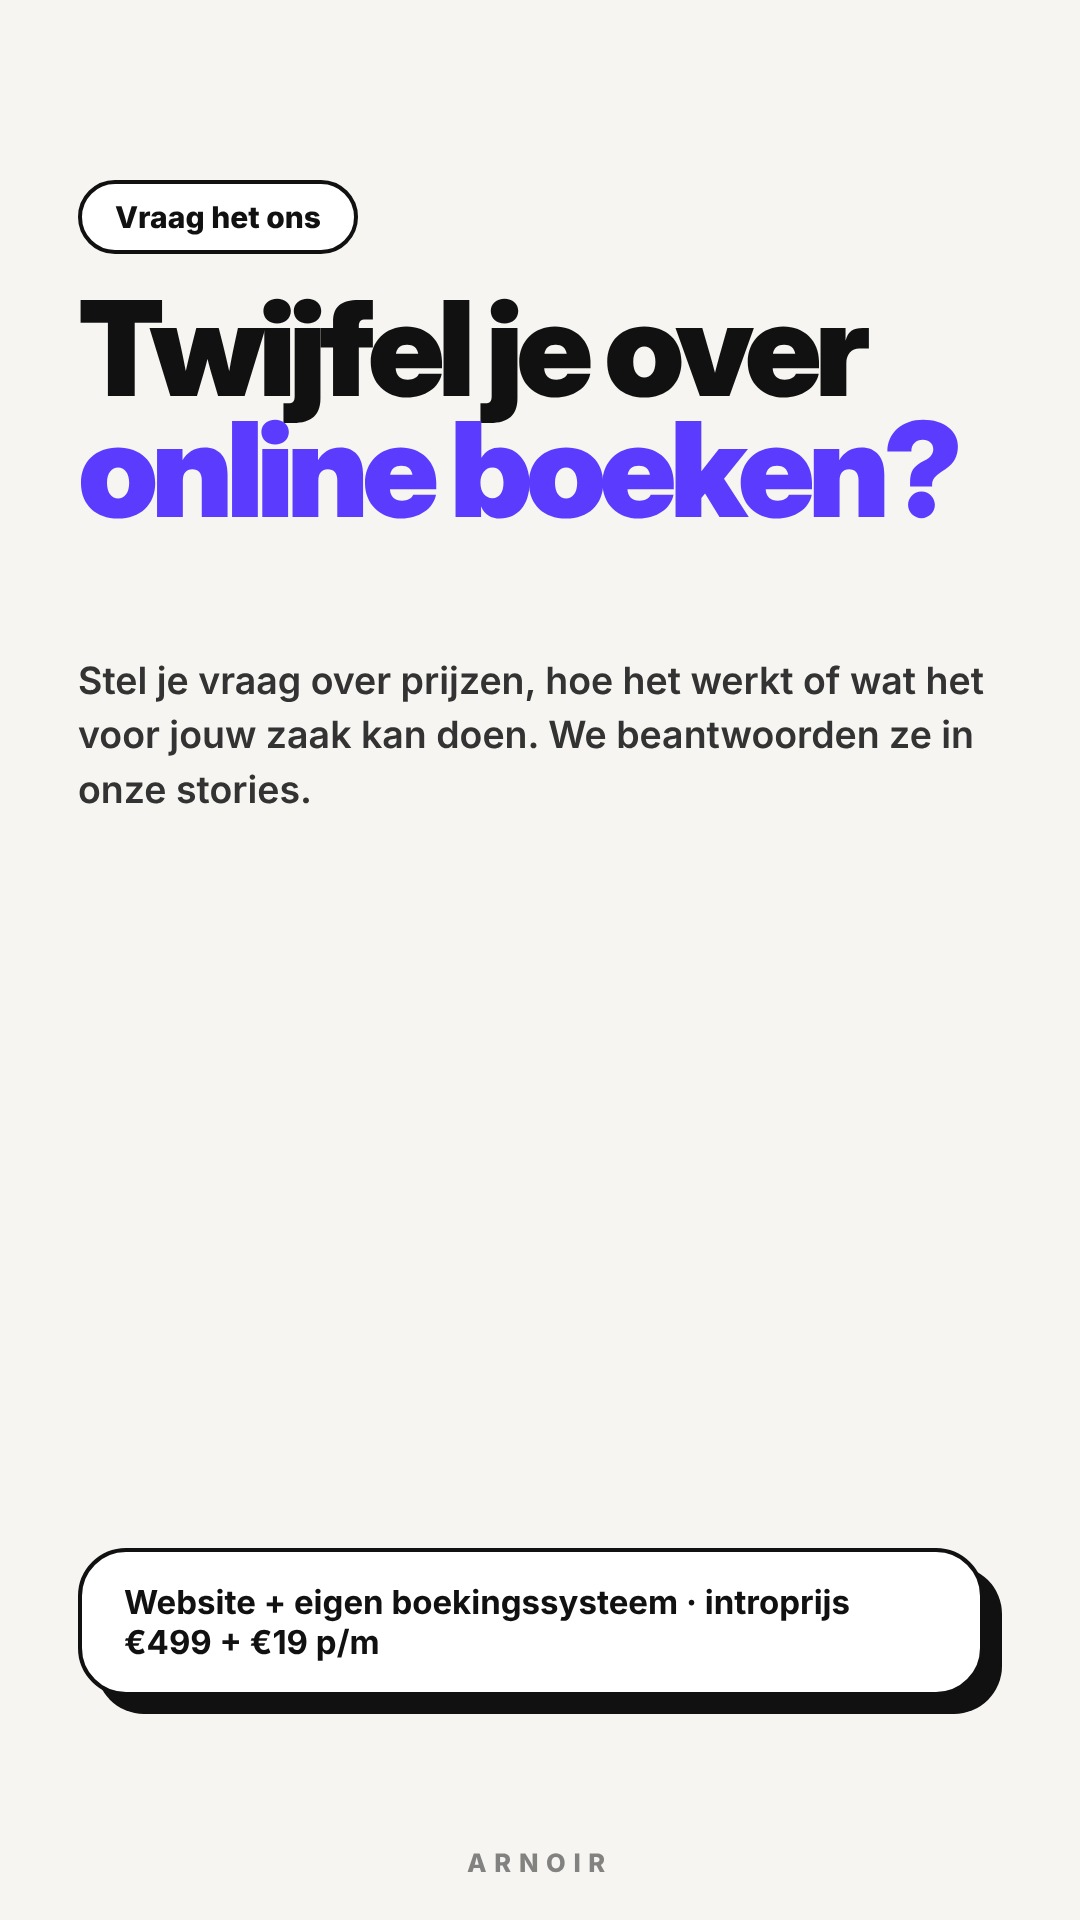 Vraag het ons
Twijfel je over
online boeken?
Stel je vraag over prijzen, hoe het werkt of wat het
voor jouw zaak kan doen. We beantwoorden ze in
onze stories.
Website + eigen boekingssysteem · introprijs
€499 + €19 p/m
ARNOIR